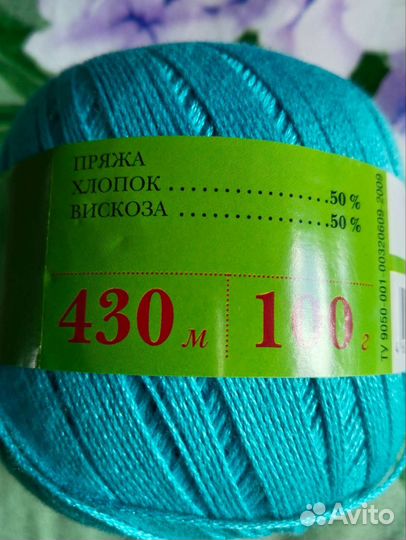 ПРЯЖА
ХЛОПОК ..................50 %
ВИСКОЗА .................50 %
430 м 100 г
ТУ 9050-001-00320609-2009
Avito